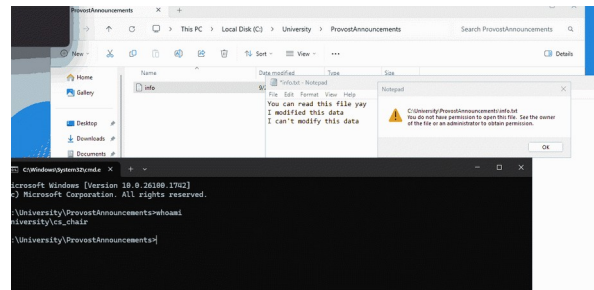 ProvostAnnouncements
This PC > Local Disk (C:) > University > ProvostAnnouncements
Search ProvostAnnouncements
New
Sort
View
Details
Home
Gallery
Desktop
Downloads
Documents
Name
Date modified
Type
Size
info
9/
*info.txt - Notepad
File Edit Format View Help
You can read this file yay
I modified this data
I can't modify this data
Notepad
C:\University\ProvostAnnouncements\info.txt
You do not have permission to open this file. See the owner
of the file or an administrator to obtain permission.
OK
C:\Windows\System32\cmd.e
icrosoft Windows [Version 10.0.26100.1742]
c) Microsoft Corporation. All rights reserved.
:\University\ProvostAnnouncements>whoami
niversity\cs_chair
:\University\ProvostAnnouncements>